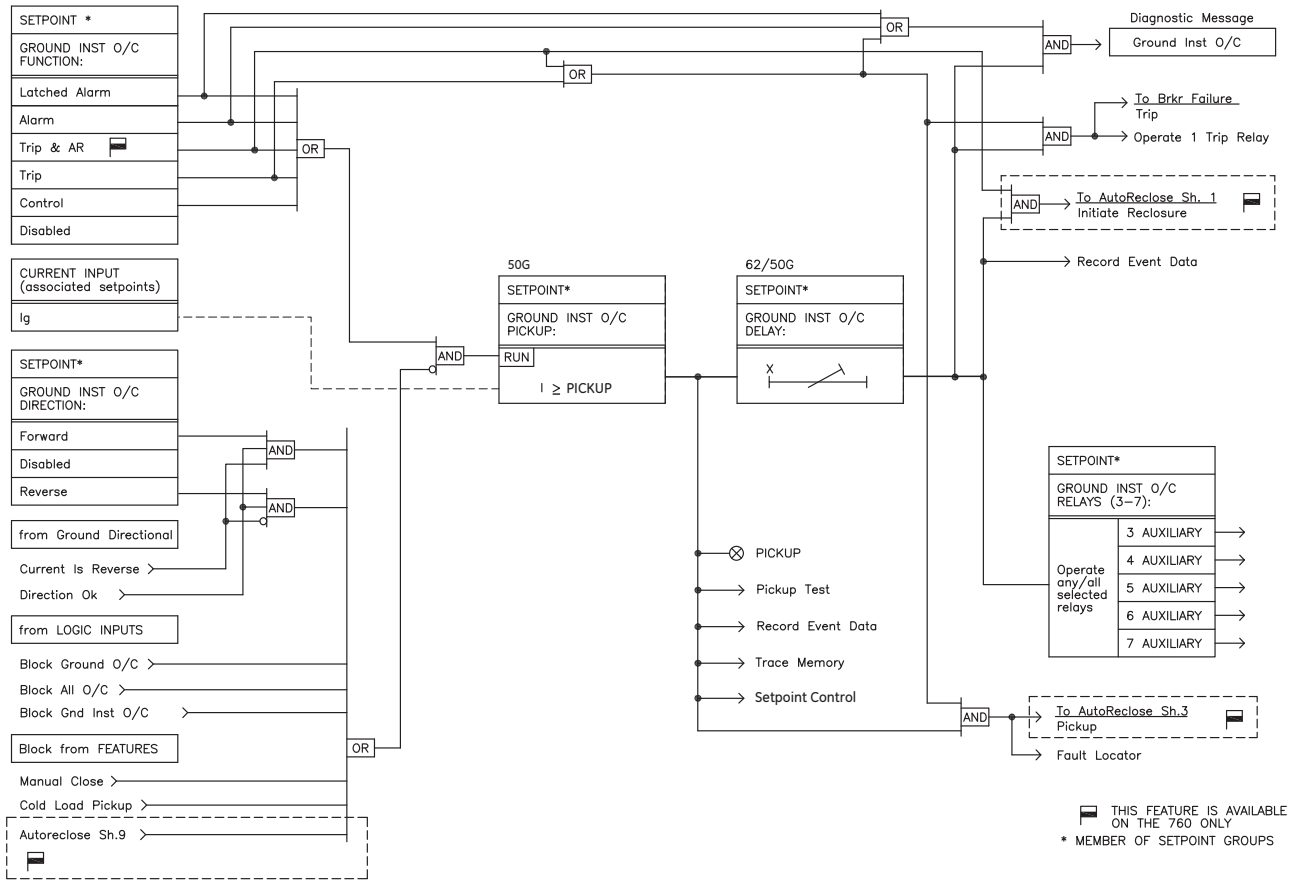 SETPOINT *
GROUND INST O/C
FUNCTION:
Latched Alarm
Alarm
Trip & AR
Trip
Control
Disabled
OR
CURRENT INPUT
(associated setpoints)
Ig
SETPOINT*
GROUND INST O/C
DIRECTION:
Forward
Disabled
Reverse
AND
AND
from Ground Directional
Current Is Reverse
Direction Ok
from LOGIC INPUTS
Block Ground O/C
Block All O/C
Block Gnd Inst O/C
Block from FEATURES
OR
Manual Close
Cold Load Pickup
Autoreclose Sh.9
AND
50G
SETPOINT*
GROUND INST O/C
PICKUP:
RUN
I ≥ PICKUP
62/50G
SETPOINT*
GROUND INST O/C
DELAY:
X
PICKUP
Pickup Test
Record Event Data
Trace Memory
Setpoint Control
OR
OR
AND
Diagnostic Message
Ground Inst O/C
AND
To Brkr Failure
Trip
Operate 1 Trip Relay
AND
To AutoReclose Sh. 1
Initiate Reclosure
Record Event Data
SETPOINT*
GROUND INST O/C
RELAYS (3-7):
Operate
any/all
selected
relays
3 AUXILIARY
4 AUXILIARY
5 AUXILIARY
6 AUXILIARY
7 AUXILIARY
AND
To AutoReclose Sh.3
Pickup
Fault Locator
THIS FEATURE IS AVAILABLE
ON THE 760 ONLY
* MEMBER OF SETPOINT GROUPS